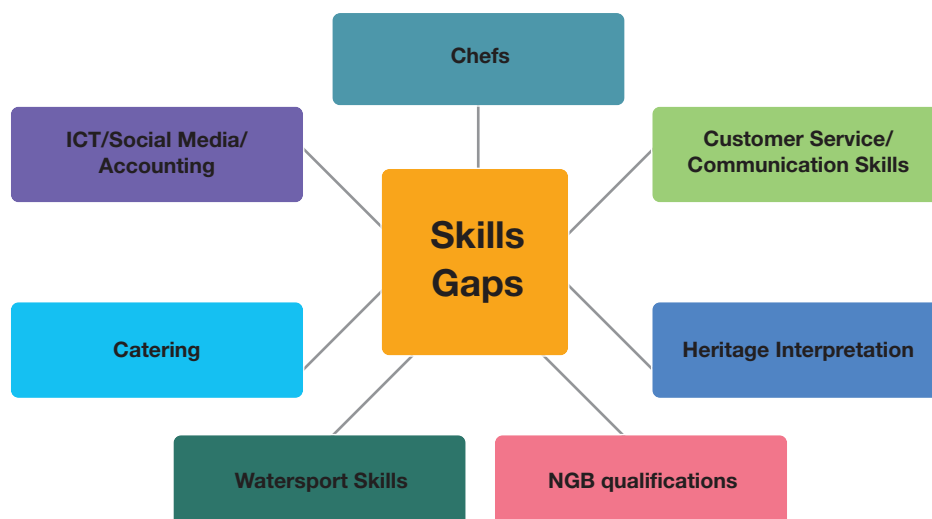 Chefs
ICT/Social Media/
Accounting
Customer Service/
Communication Skills
Skills
Gaps
Catering
Heritage Interpretation
Watersport Skills
NGB qualifications